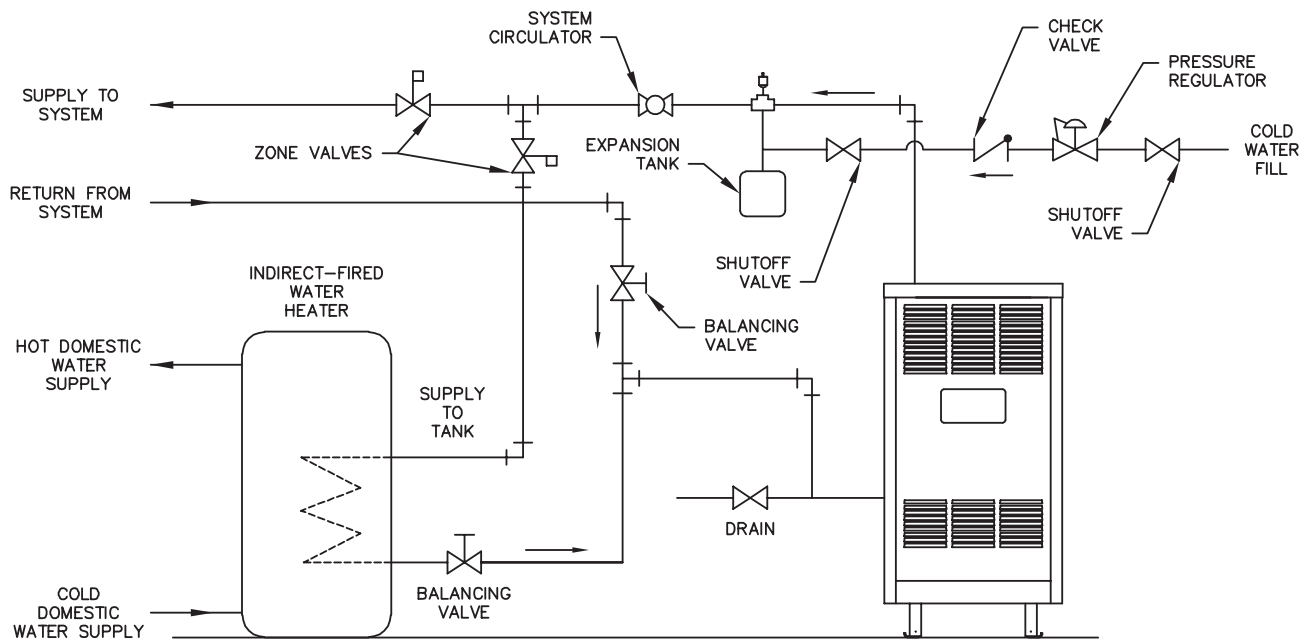 SYSTEM
CIRCULATOR
CHECK
VALVE
PRESSURE
REGULATOR
SUPPLY TO
SYSTEM
ZONE VALVES
EXPANSION
TANK
COLD
WATER
FILL
RETURN FROM
SYSTEM
SHUTOFF
VALVE
SHUTOFF
VALVE
INDIRECT-FIRED
WATER
HEATER
BALANCING
VALVE
HOT DOMESTIC
WATER
SUPPLY
SUPPLY
TO
TANK
DRAIN
BALANCING
VALVE
COLD
DOMESTIC
WATER SUPPLY